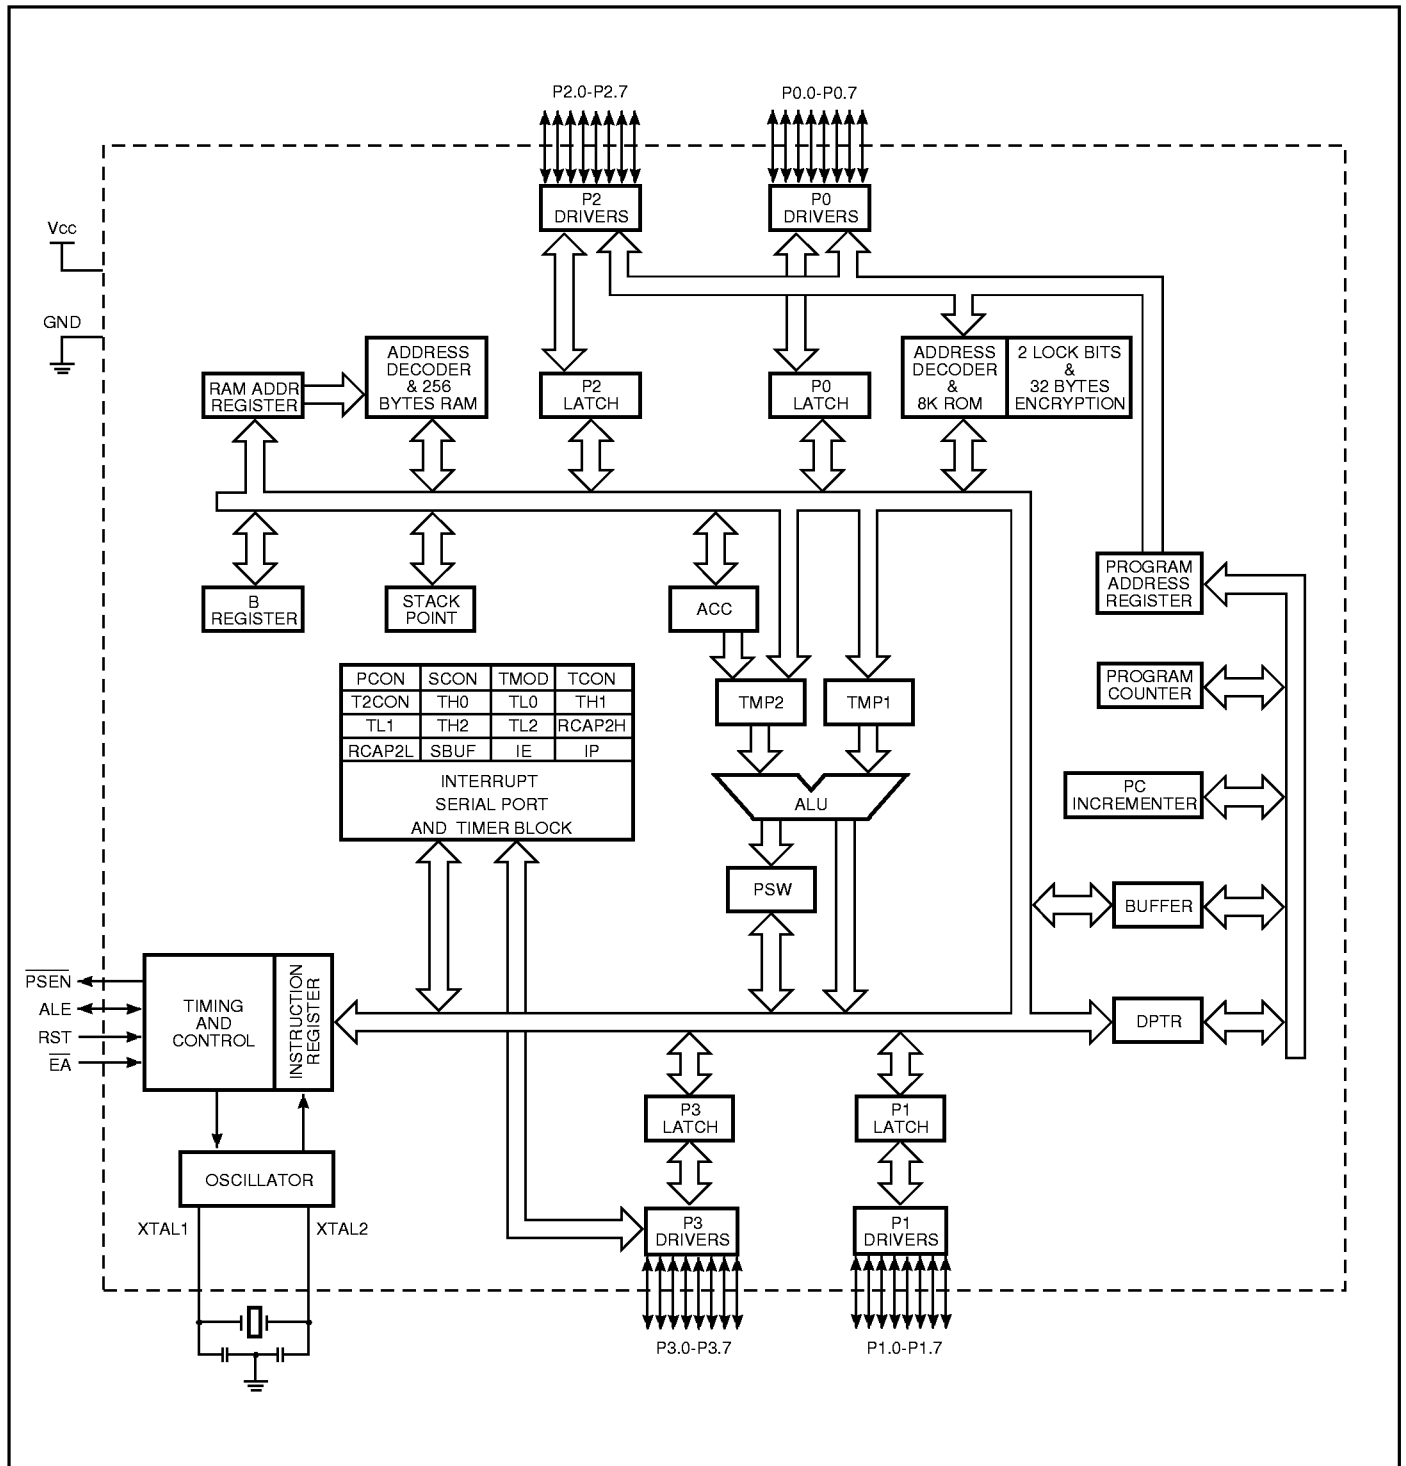 P2.0-P2.7
P0.0-P0.7
P2
DRIVERS
P0
DRIVERS
Vcc
GND
RAM ADDR
REGISTER
ADDRESS
DECODER
& 256
BYTES RAM
P2
LATCH
P0
LATCH
ADDRESS
DECODER
&
8K ROM
2 LOCK BITS
&
32 BYTES
ENCRYPTION
B
REGISTER
STACK
POINT
ACC
PROGRAM
ADDRESS
REGISTER
PCON SCON TMOD TCON
T2CON TH0 TL0 TH1
TL1 TH2 TL2 RCAP2H
RCAP2L SBUF IE IP
INTERRUPT
SERIAL PORT
AND TIMER BLOCK
TMP2
TMP1
PROGRAM
COUNTER
ALU
PC
INCREMENTER
PSW
BUFFER
PSEN
ALE
RST
EA
TIMING
AND
CONTROL
INSTRUCTION
REGISTER
DPTR
P3
LATCH
P1
LATCH
OSCILLATOR
XTAL1
XTAL2
P3
DRIVERS
P1
DRIVERS
P3.0-P3.7
P1.0-P1.7